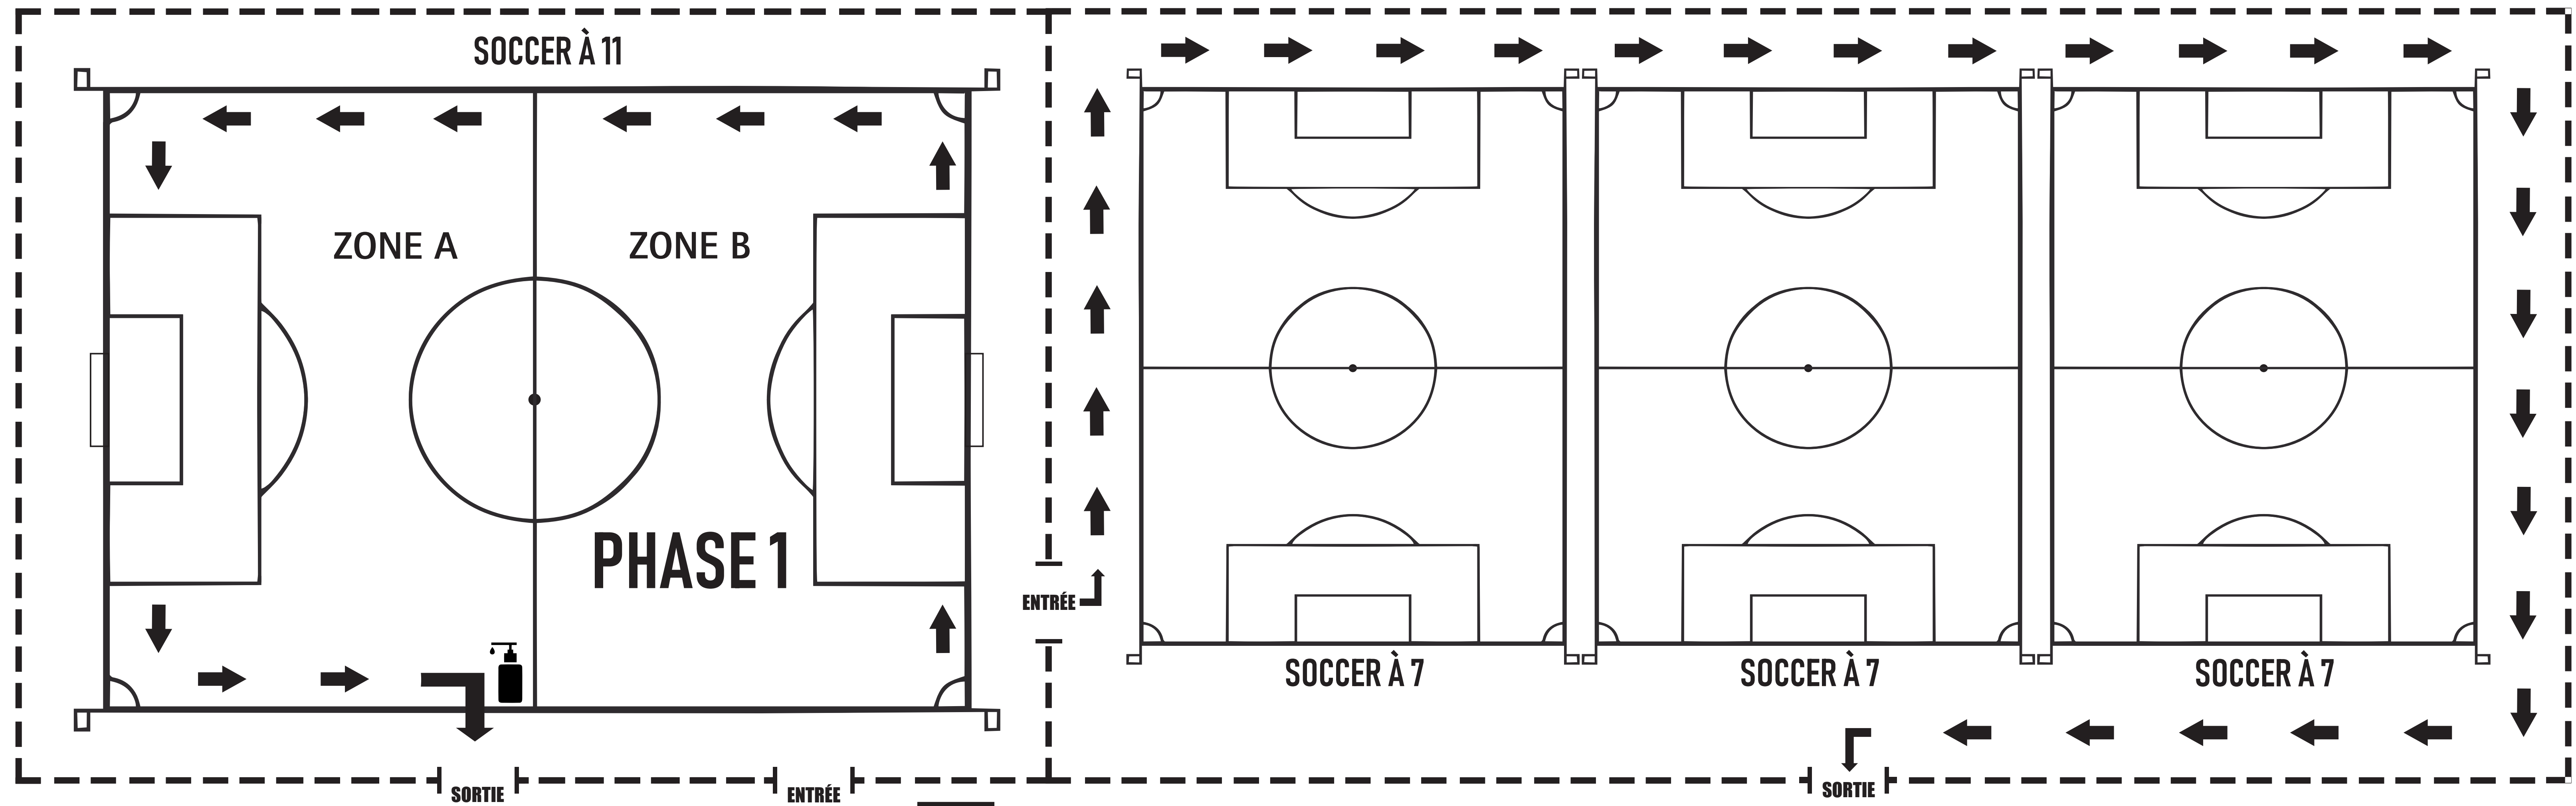 SOCCER À 11
ZONE A
ZONE B
PHASE 1
SORTIE
ENTRÉE
ENTRÉE
SOCCER À 7
SOCCER À 7
SOCCER À 7
SORTIE